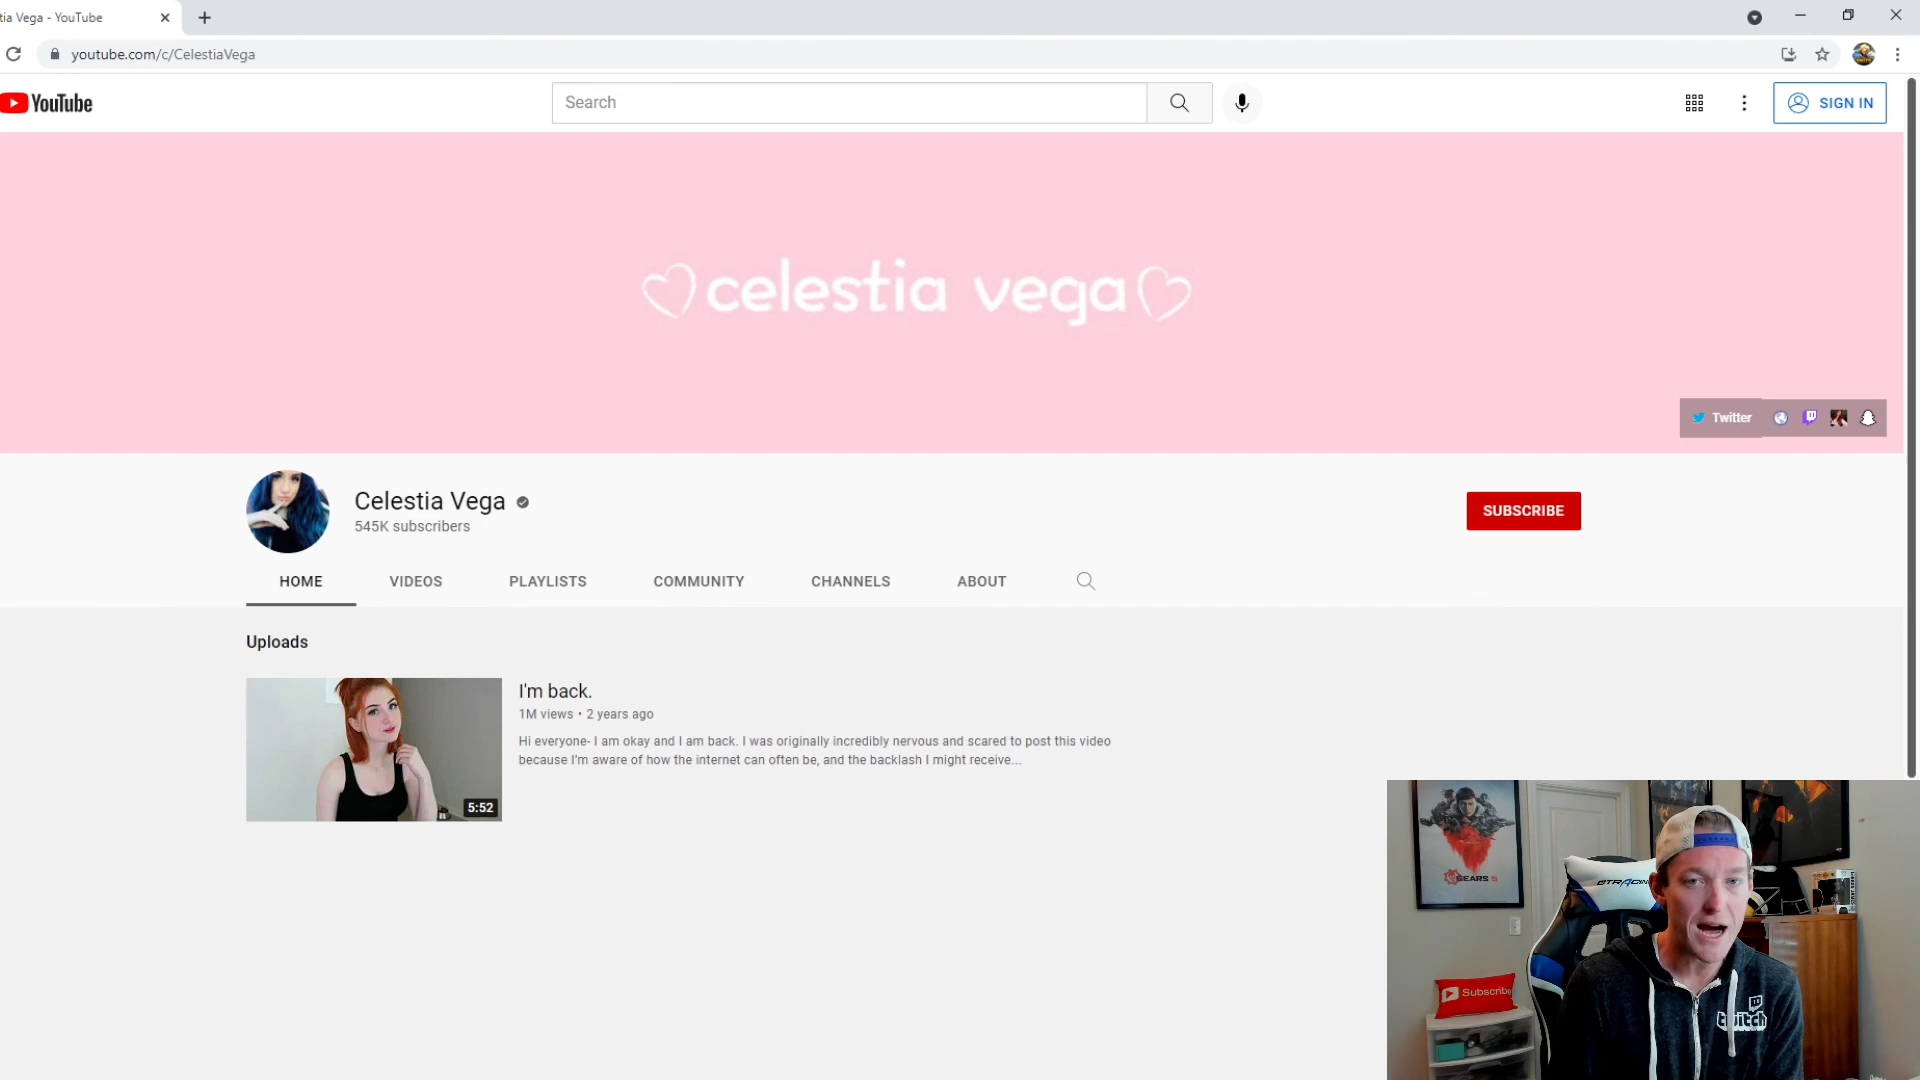 tia Vega - YouTube
youtube.com/c/CelestiaVega
YouTube
Search
SIGN IN
celestia vega
Twitter
Celestia Vega
545K subscribers
SUBSCRIBE
HOME
VIDEOS
PLAYLISTS
COMMUNITY
CHANNELS
ABOUT
Uploads
I'm back.
1M views • 2 years ago
Hi everyone- I am okay and I am back. I was originally incredibly nervous and scared to post this video
because I'm aware of how the internet can often be, and the backlash I might receive...
5:52
GEARS 5
Subscribe
twitch